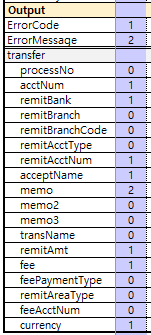 Output
ErrorCode 1
ErrorMessage 2
transfer
processNo 0
acctNum 1
remitBank 1
remitBranch 0
remitBranchCode 0
remitAcctType 0
remitAcctNum 1
acceptName 1
memo 2
memo2 0
memo3 0
transName 0
remitAmt 1
fee 1
feePaymentType 0
remitAreaType 0
feeAcctNum 0
currency 1